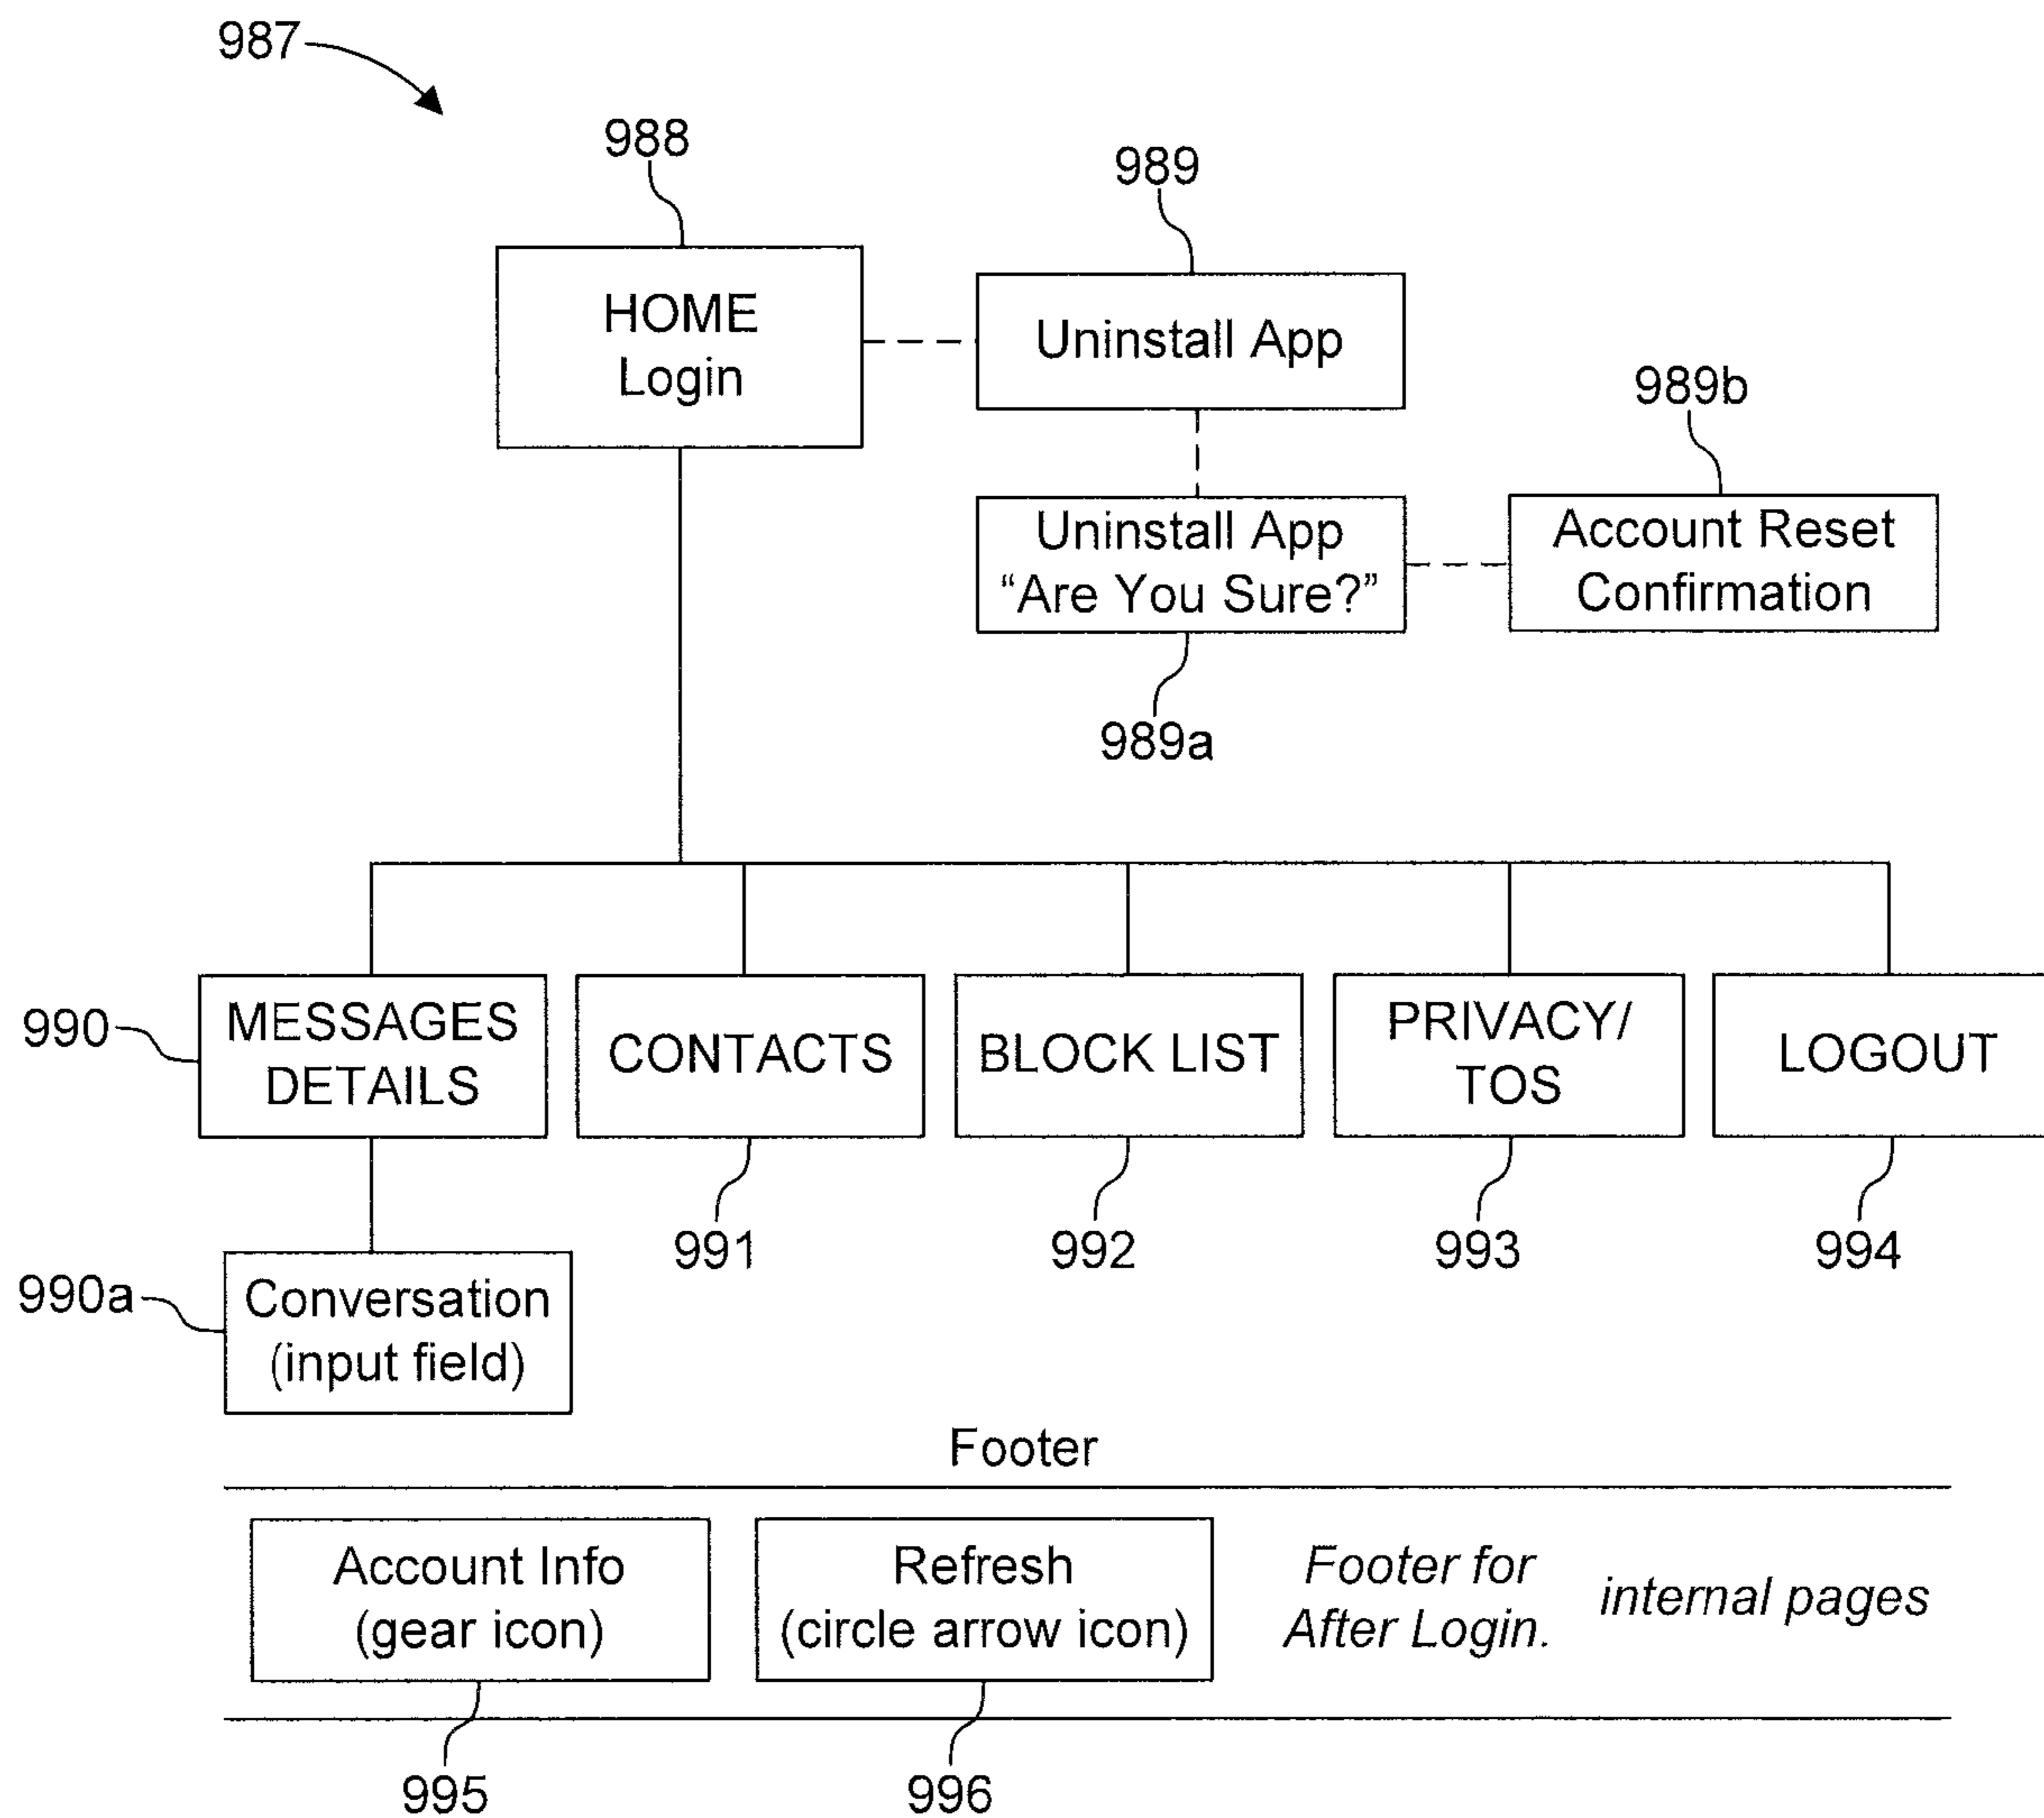 987
988
989
HOME
Login
Uninstall App
989b
Uninstall App
“Are You Sure?”
Account Reset
Confirmation
989a
990
MESSAGES
DETAILS
CONTACTS
BLOCK LIST
PRIVACY/
TOS
LOGOUT
991
992
993
994
990a
Conversation
(input field)
Footer
Account Info
(gear icon)
Refresh
(circle arrow icon)
Footer for
After Login.
internal pages
995
996